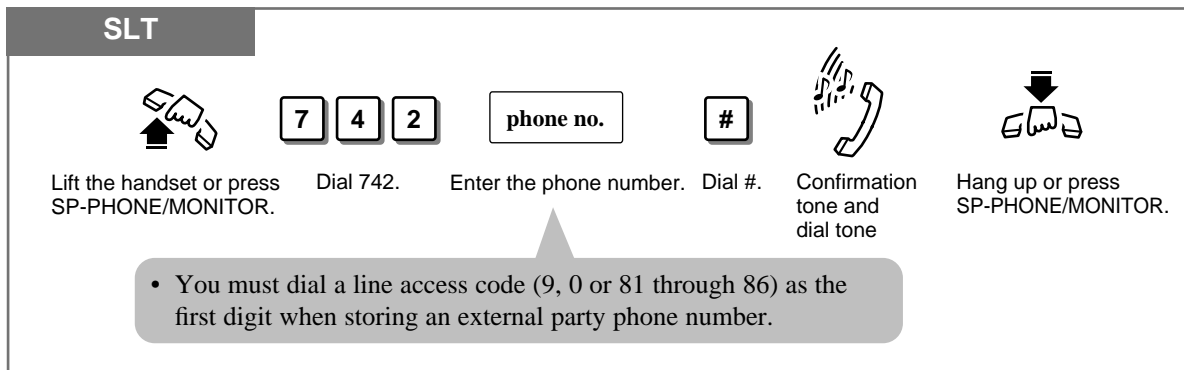 SLT
7 4 2
phone no.
#
Lift the handset or press
SP-PHONE/MONITOR.
Dial 742.
Enter the phone number.
Dial #.
Confirmation
tone and
dial tone
Hang up or press
SP-PHONE/MONITOR.
• You must dial a line access code (9, 0 or 81 through 86) as the
first digit when storing an external party phone number.